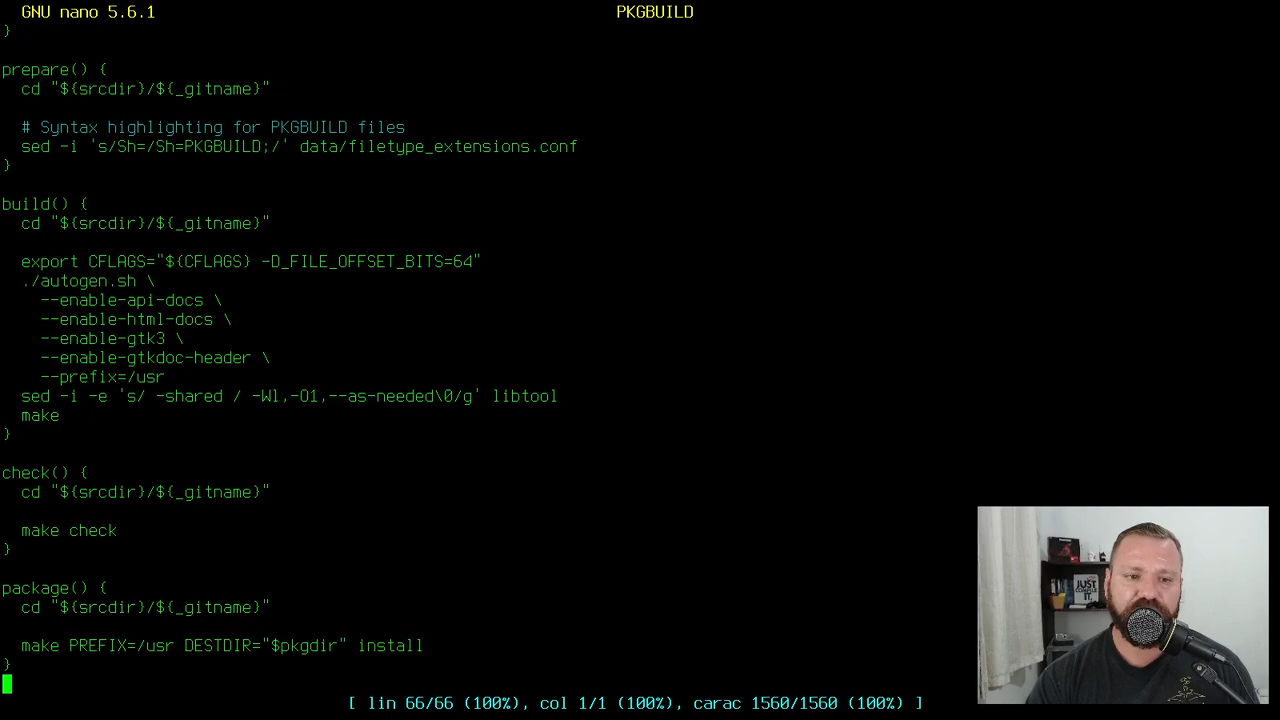 GNU nano 5.6.1 PKGBUILD
}
prepare() {
cd "${srcdir}/${_gitname}"
# Syntax highlighting for PKGBUILD files
sed -i 's/Sh=/Sh=PKGBUILD;/' data/filetype_extensions.conf
}
build() {
cd "${srcdir}/${_gitname}"
export CFLAGS="${CFLAGS} -D_FILE_OFFSET_BITS=64"
./autogen.sh \
--enable-api-docs \
--enable-html-docs \
--enable-gtk3 \
--enable-gtkdoc-header \
--prefix=/usr
sed -i -e 's/ -shared / -Wl,-O1,--as-needed\0/g' libtool
make
}
check() {
cd "${srcdir}/${_gitname}"
make check
}
package() {
cd "${srcdir}/${_gitname}"
make PREFIX=/usr DESTDIR="$pkgdir" install
}
[ lin 66/66 (100%), col 1/1 (100%), carac 1560/1560 (100%) ]
JUST
COMPILE
IT.